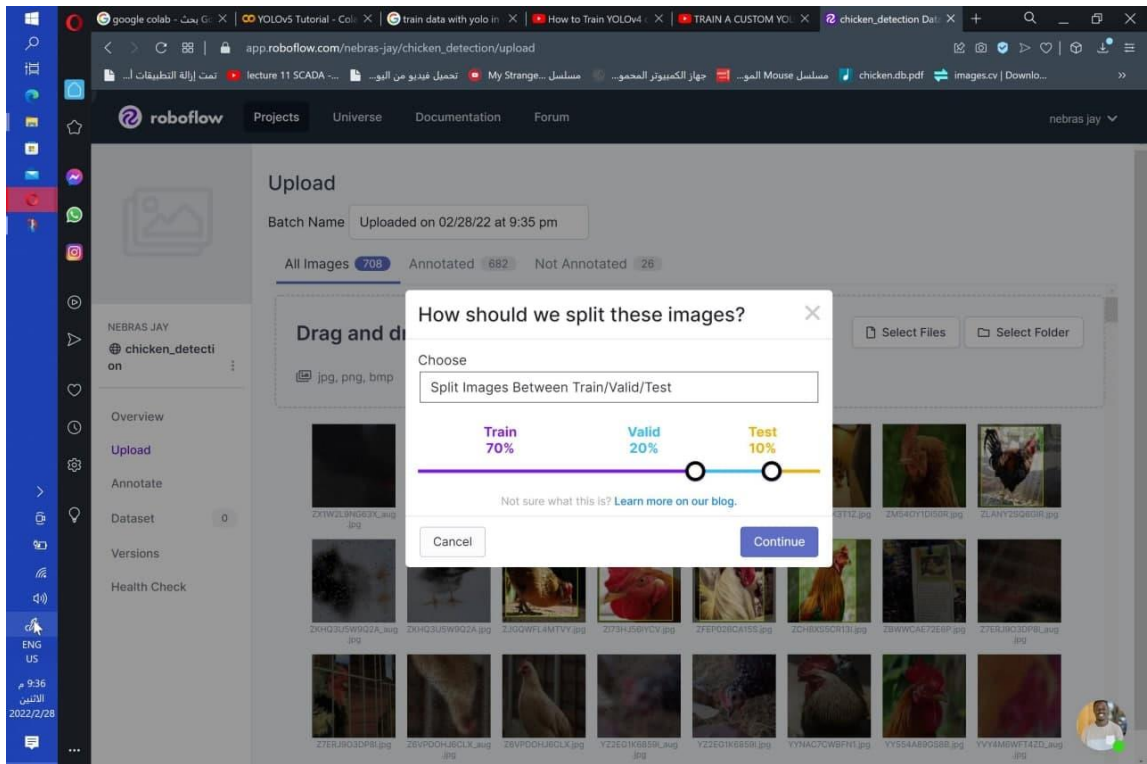 google colab - بحث Go
YOLOv5 Tutorial - Cola
train data with yolo in
How to Train YOLOv4 c
TRAIN A CUSTOM YOL
chicken_detection Data
app.roboflow.com/nebras-jay/chicken_detection/upload
تمت إزالة التطبيقات أ...
lecture 11 SCADA -...
تحميل فيديو من اليو...
مسلسل My Strange...
جهاز الكمبيوتر المحمو...
مسلسل Mouse المو...
chicken.db.pdf
images.cv | Downlo...
roboflow
Projects
Universe
Documentation
Forum
nebras jay
Upload
Batch Name
Uploaded on 02/28/22 at 9:35 pm
All Images 708
Annotated 682
Not Annotated 26
Drag and dr
Select Files
Select Folder
jpg, png, bmp
NEBRAS JAY
chicken_detecti
on
Overview
Upload
Annotate
Dataset 0
Versions
Health Check
How should we split these images?
Choose
Split Images Between Train/Valid/Test
Train
Valid
Test
70%
20%
10%
Not sure what this is? Learn more on our blog.
Cancel
Continue
ENG
US
9:36 م
الاثنين
2022/2/28